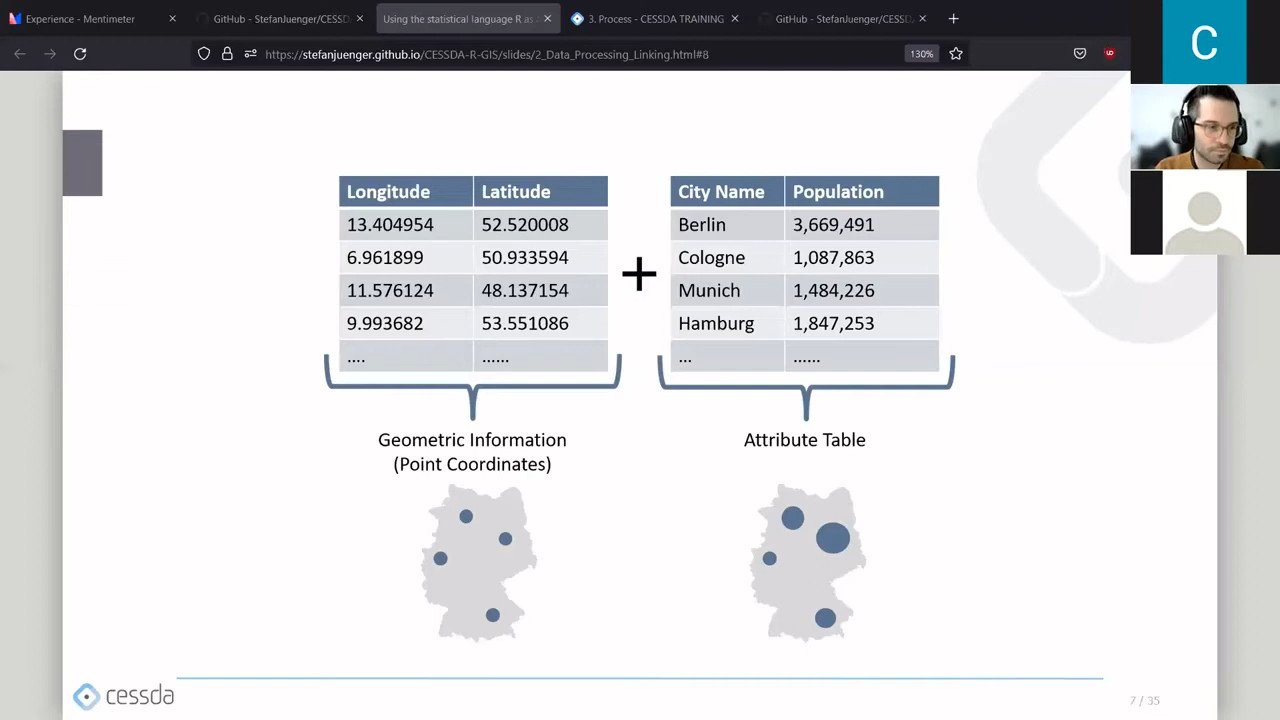 Experience - Mentimeter
GitHub - StefanJuenger/CESSD
Using the statistical language R as
3. Process - CESSDA TRAINING
GitHub - StefanJuenger/CESSDA
https://stefanjuenger.github.io/CESSDA-R-GIS/slides/2_Data_Processing_Linking.html#8
130%
C
Longitude Latitude
13.404954 52.520008
6.961899 50.933594
11.576124 48.137154
9.993682 53.551086
.... ......
+
City Name Population
Berlin 3,669,491
Cologne 1,087,863
Munich 1,484,226
Hamburg 1,847,253
... ......
Geometric Information
(Point Coordinates)
Attribute Table
cessda
7 / 35